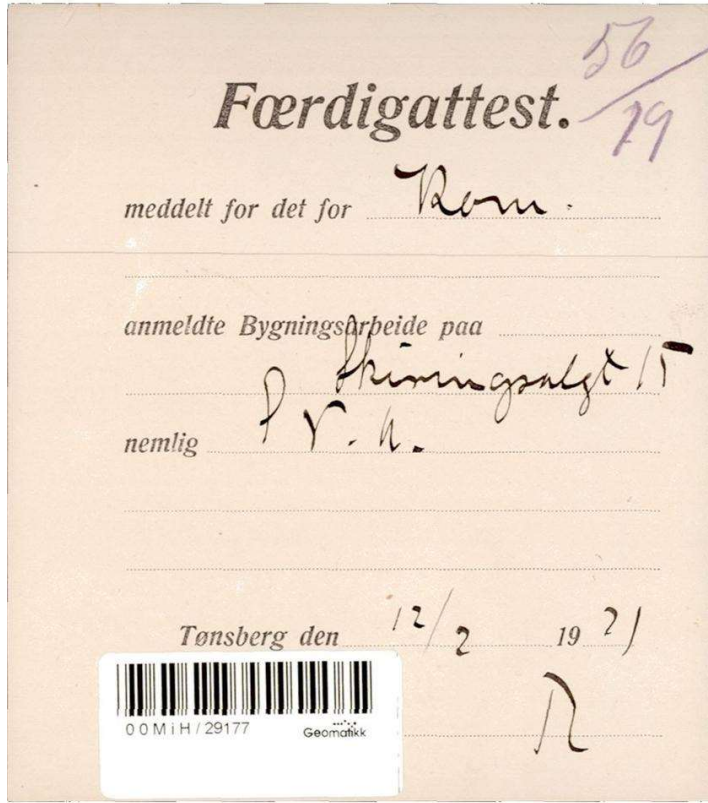 56/19
Færdigattest.
meddelt for det for Kom.
anmeldte Bygningsarbeide paa
15
nemlig V. A.
Tønsberg den 12/2 1921
R
00MiH/29177
Geomatikk